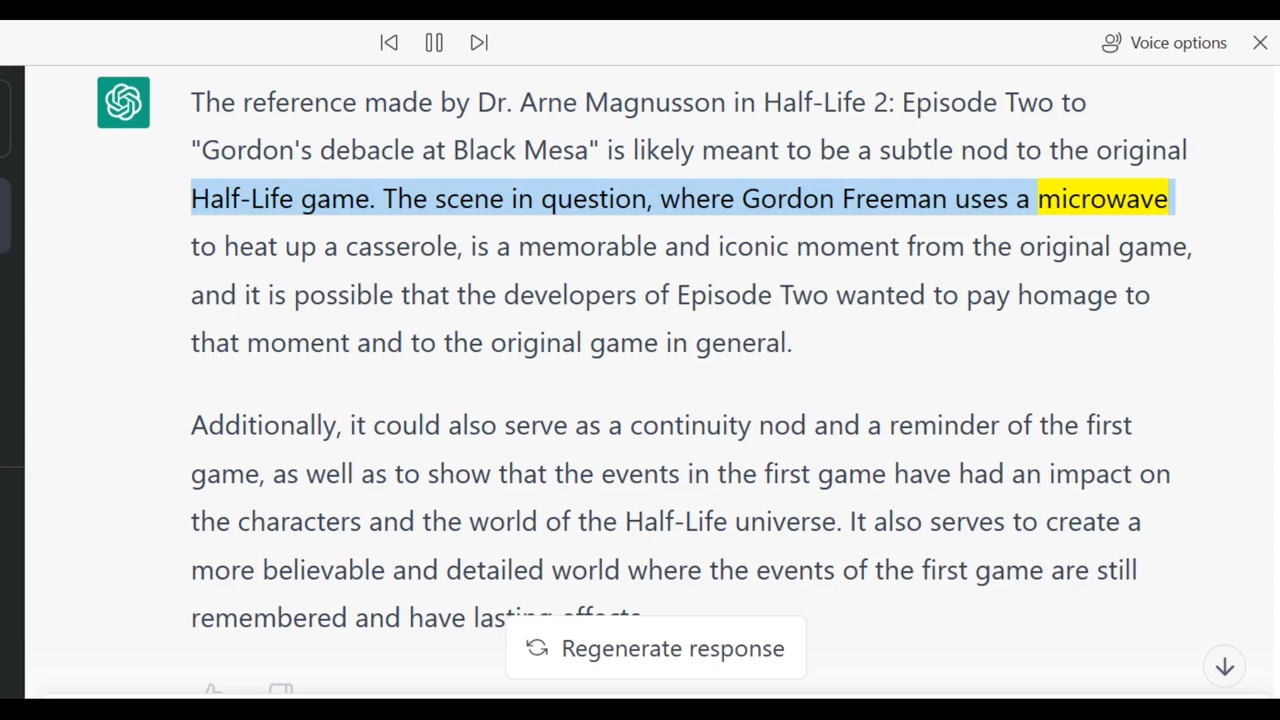 Voice options
The reference made by Dr. Arne Magnusson in Half-Life 2: Episode Two to
"Gordon's debacle at Black Mesa" is likely meant to be a subtle nod to the original
Half-Life game. The scene in question, where Gordon Freeman uses a microwave
to heat up a casserole, is a memorable and iconic moment from the original game,
and it is possible that the developers of Episode Two wanted to pay homage to
that moment and to the original game in general.
Additionally, it could also serve as a continuity nod and a reminder of the first
game, as well as to show that the events in the first game have had an impact on
the characters and the world of the Half-Life universe. It also serves to create a
more believable and detailed world where the events of the first game are still
remembered and have lasting effects.
Regenerate response